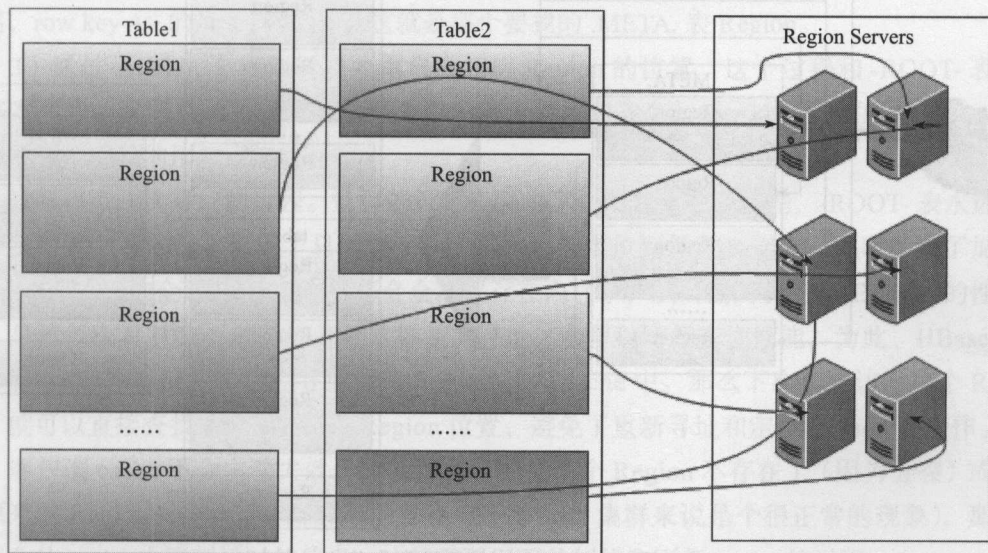 Table1
Region
Region
Region
......
Region
Table2
Region
Region
Region
......
Region
Region Servers